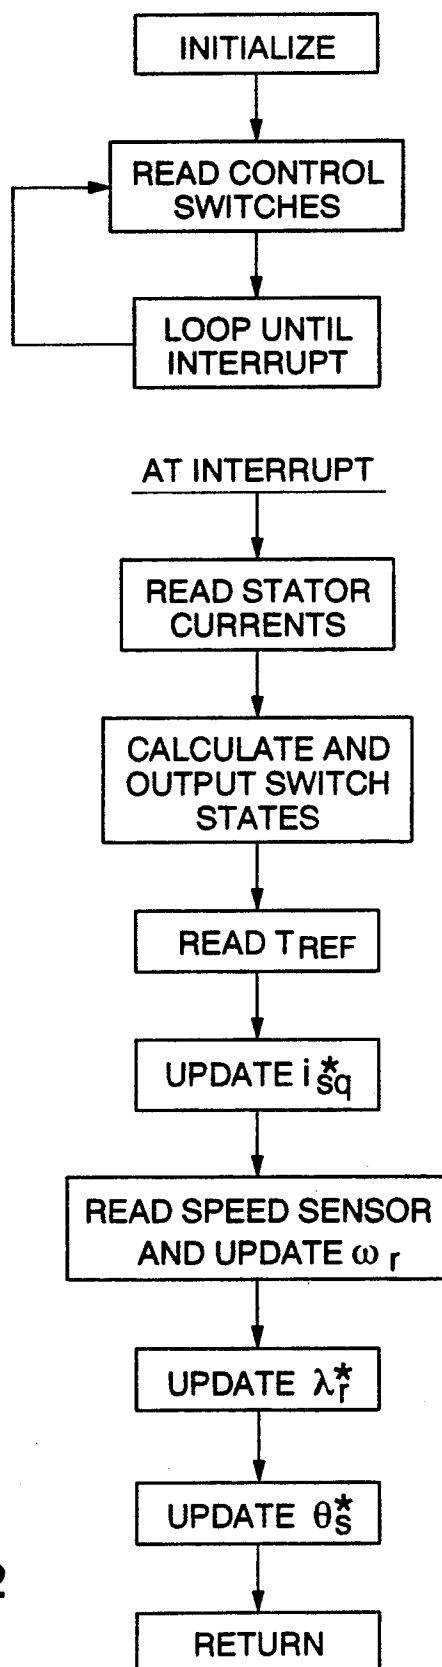 INITIALIZE
READ CONTROL
SWITCHES
LOOP UNTIL
INTERRUPT
AT INTERRUPT
READ STATOR
CURRENTS
CALCULATE AND
OUTPUT SWITCH
STATES
READ TREF
UPDATE i*sq
READ SPEED SENSOR
AND UPDATE ωr
UPDATE λ*r
UPDATE θ*s
2
RETURN